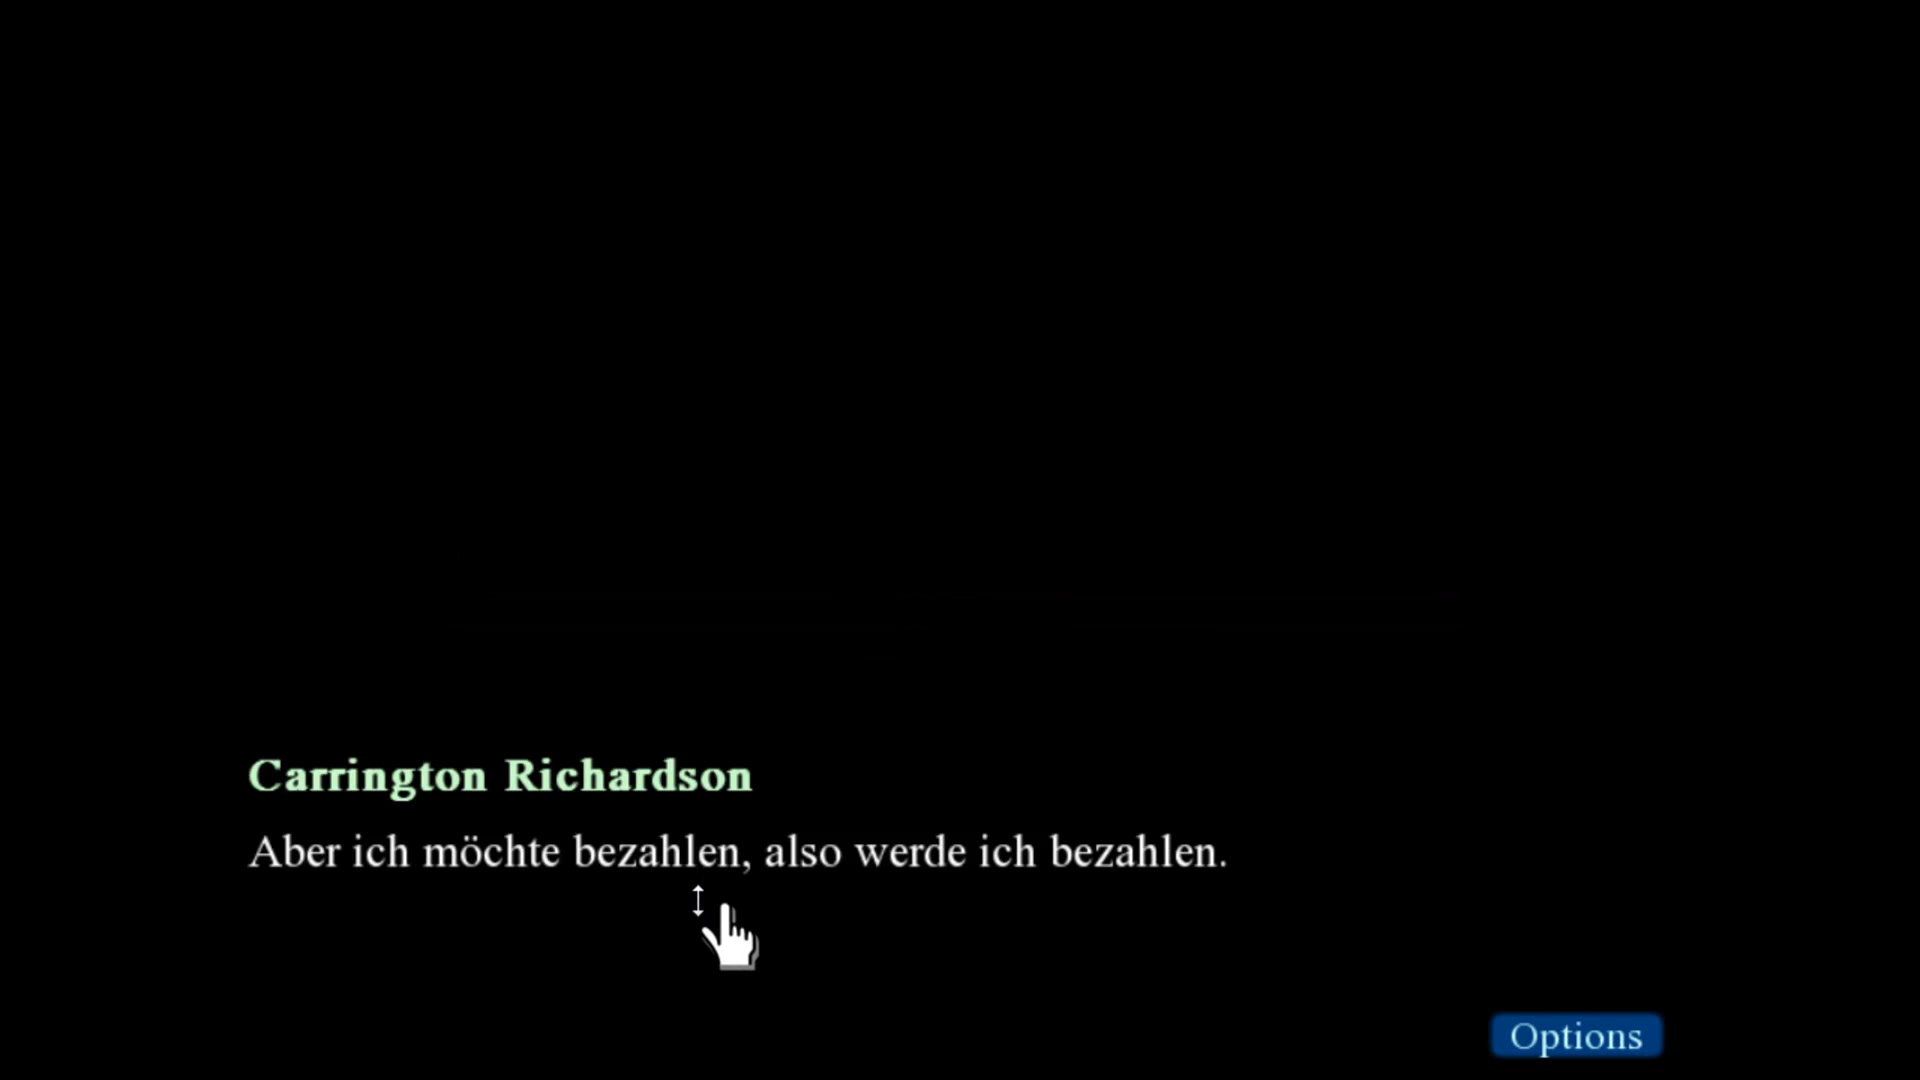 Carrington Richardson
Aber ich möchte bezahlen, also werde ich bezahlen.
Options